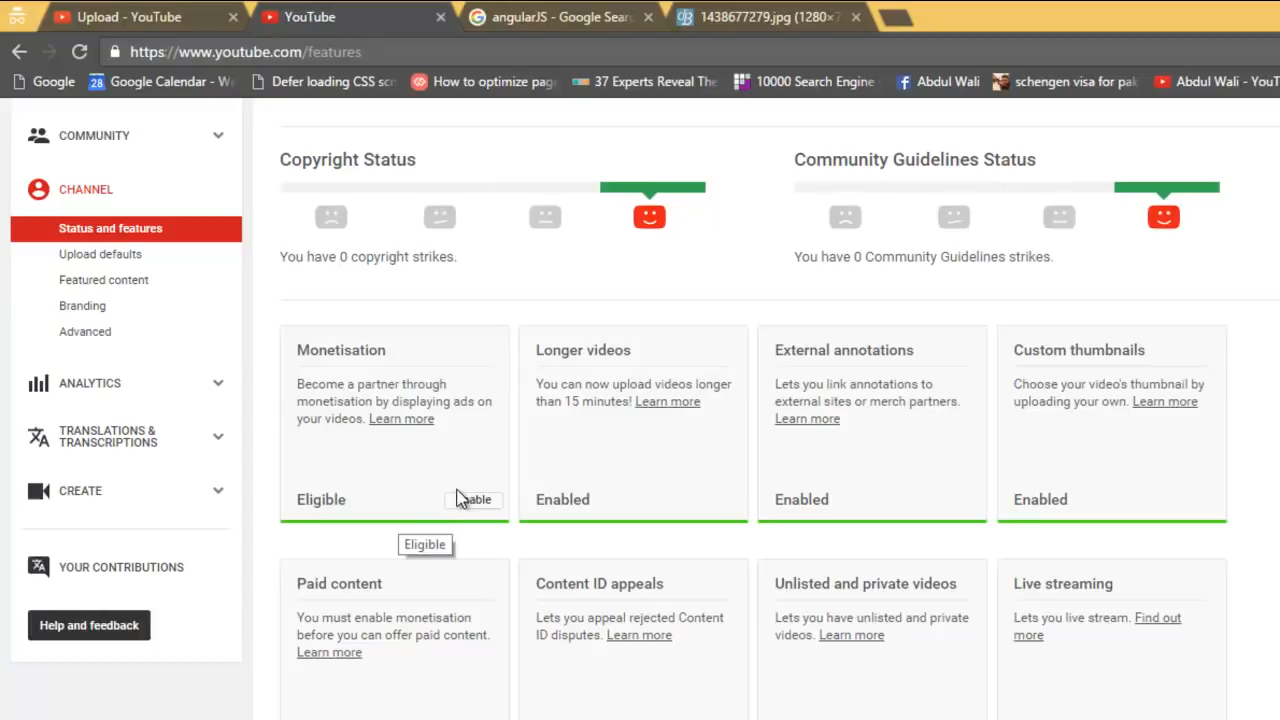 Upload - YouTube
YouTube
angularJS - Google Sear
1438677279.jpg (1280×7
https://www.youtube.com/features
Google
28
Google Calendar - We
Defer loading CSS sc
How to optimize pag
37 Experts Reveal The
10000 Search Engine
Abdul Wali
schengen visa for pak
Abdul Wali - YouT
COMMUNITY
CHANNEL
Status and features
Upload defaults
Featured content
Branding
Advanced
ANALYTICS
TRANSLATIONS &
TRANSCRIPTIONS
CREATE
YOUR CONTRIBUTIONS
Help and feedback
Copyright Status
You have 0 copyright strikes.
Community Guidelines Status
You have 0 Community Guidelines strikes.
Monetisation
Become a partner through
monetisation by displaying ads on
your videos. Learn more
Eligible
Eligible
Longer videos
You can now upload videos longer
than 15 minutes! Learn more
Enabled
External annotations
Lets you link annotations to
external sites or merch partners.
Learn more
Enabled
Custom thumbnails
Choose your video's thumbnail by
uploading your own. Learn more
Enabled
Paid content
You must enable monetisation
before you can offer paid content.
Learn more
Content ID appeals
Lets you appeal rejected Content
ID disputes. Learn more
Unlisted and private videos
Lets you have unlisted and private
videos. Learn more
Live streaming
Lets you live stream. Find out
more